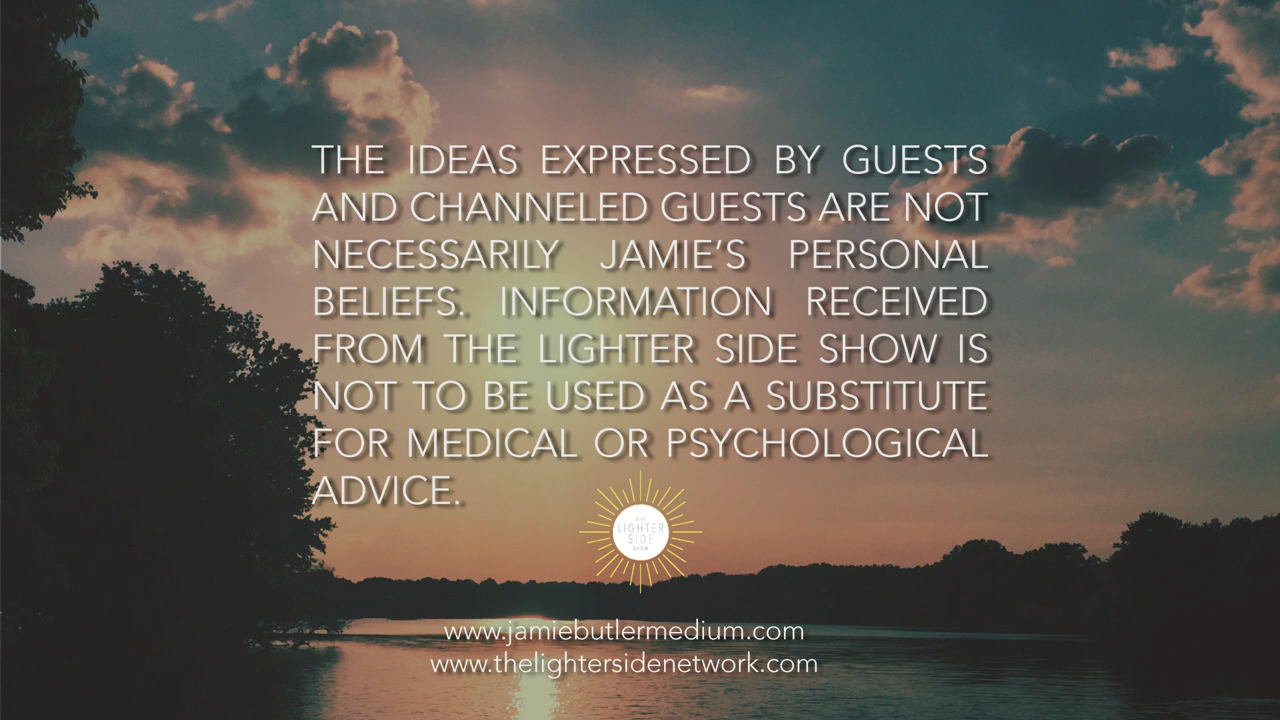 THE IDEAS EXPRESSED BY GUESTS
AND CHANNELED GUESTS ARE NOT
NECESSARILY JAMIE’S PERSONAL
BELIEFS. INFORMATION RECEIVED
FROM THE LIGHTER SIDE SHOW IS
NOT TO BE USED AS A SUBSTITUTE
FOR MEDICAL OR PSYCHOLOGICAL
ADVICE.
THE
LIGHTER
SIDE
SHOW
www.jamiebutlermedium.com
www.thelightersidenetwork.com